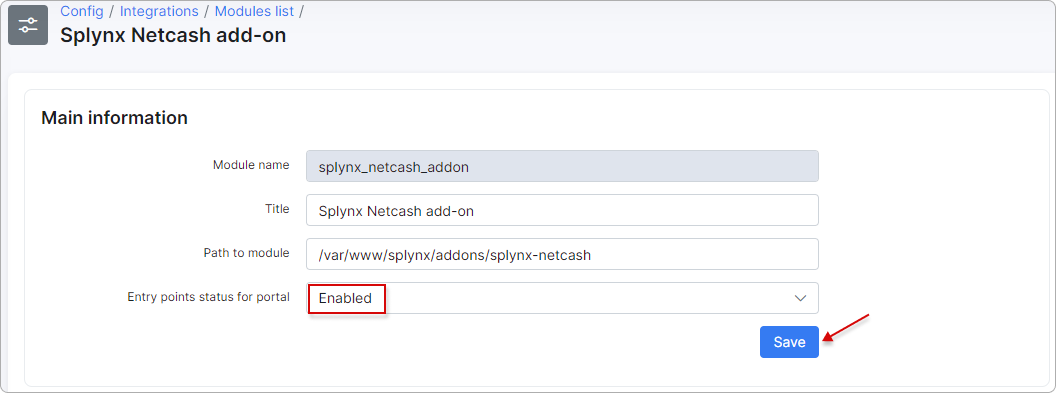 Config / Integrations / Modules list /
Splynx Netcash add-on
Main information
Module name splynx_netcash_addon
Title Splynx Netcash add-on
Path to module /var/www/splynx/addons/splynx-netcash
Entry points status for portal Enabled
Save